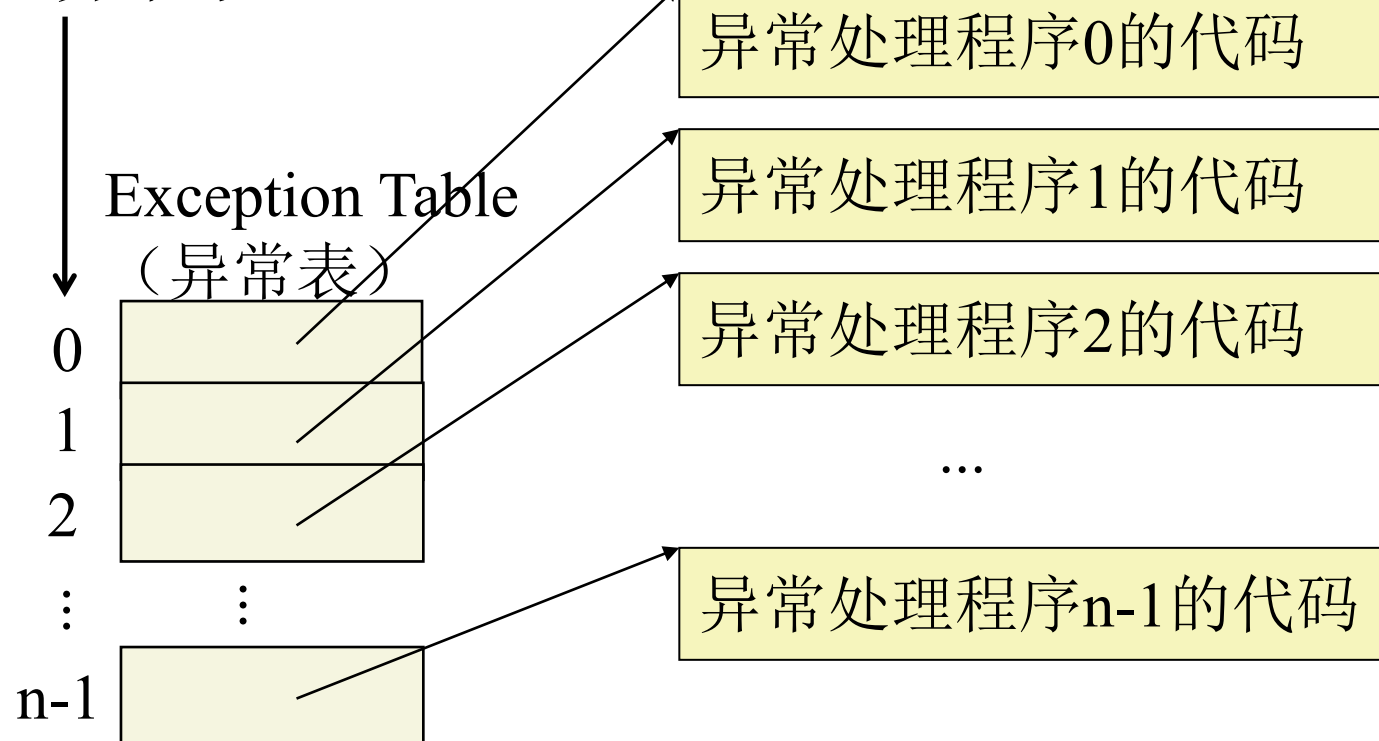 异常处理程序0的代码
异常处理程序1的代码
Exception Table
（异常表）
异常处理程序2的代码
0
1
...
2
⋮ ⋮
异常处理程序n-1的代码
n-1